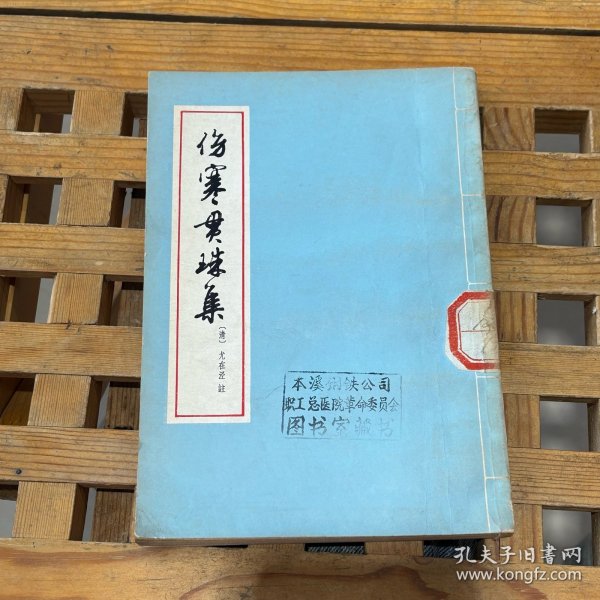 伤寒贯珠集
〔清〕尤在泾 註
本溪钢铁公司
职工总医院革命委员会
图书室藏书
孔夫子旧书网
www.kongfz.com